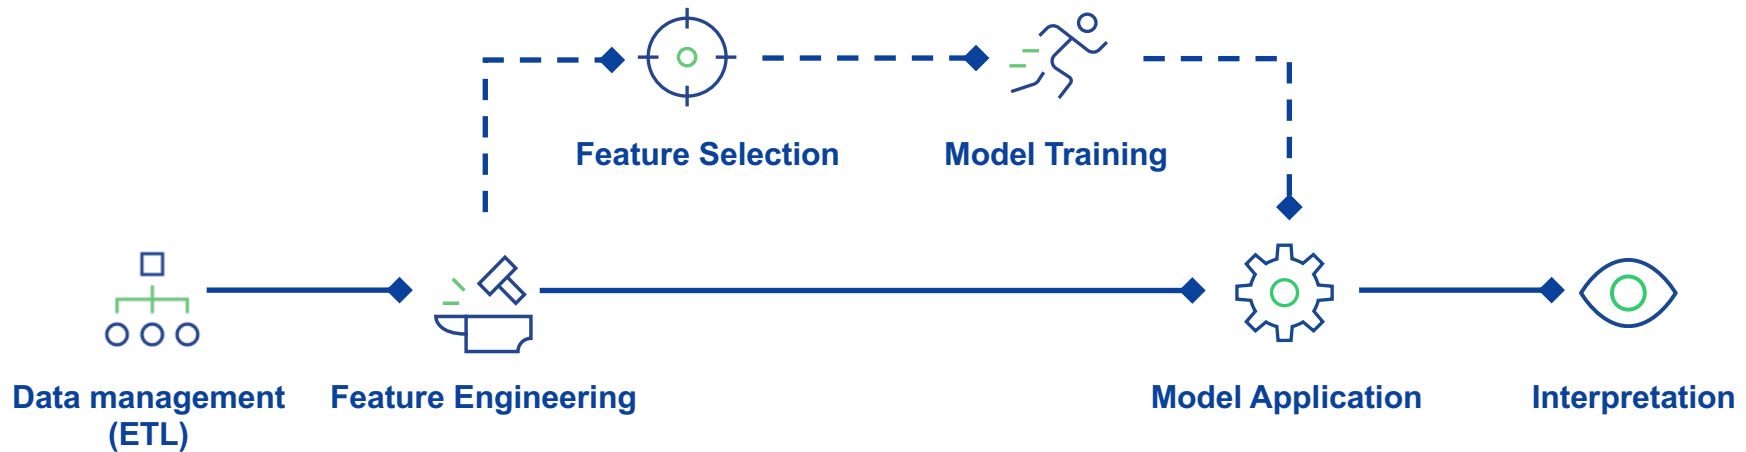 Feature Selection
Model Training
Data management
(ETL)
Feature Engineering
Model Application
Interpretation